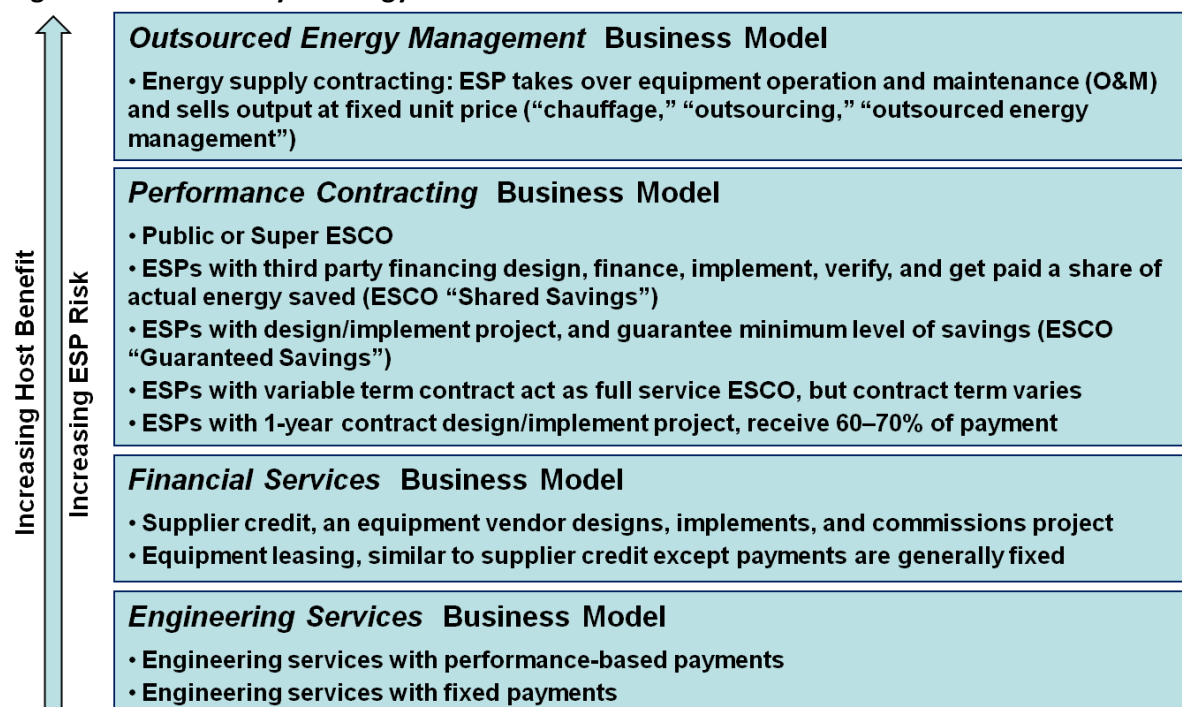 Outsourced Energy Management Business Model
• Energy supply contracting: ESP takes over equipment operation and maintenance (O&M)
and sells output at fixed unit price (“chauffage,” “outsourcing,” “outsourced energy
management”)
Performance Contracting Business Model
• Public or Super ESCO
• ESPs with third party financing design, finance, implement, verify, and get paid a share of
actual energy saved (ESCO “Shared Savings”)
• ESPs with design/implement project, and guarantee minimum level of savings (ESCO
“Guaranteed Savings”)
• ESPs with variable term contract act as full service ESCO, but contract term varies
• ESPs with 1-year contract design/implement project, receive 60–70% of payment
Financial Services Business Model
• Supplier credit, an equipment vendor designs, implements, and commissions project
• Equipment leasing, similar to supplier credit except payments are generally fixed
Engineering Services Business Model
• Engineering services with performance-based payments
• Engineering services with fixed payments
Increasing Host Benefit
Increasing ESP Risk